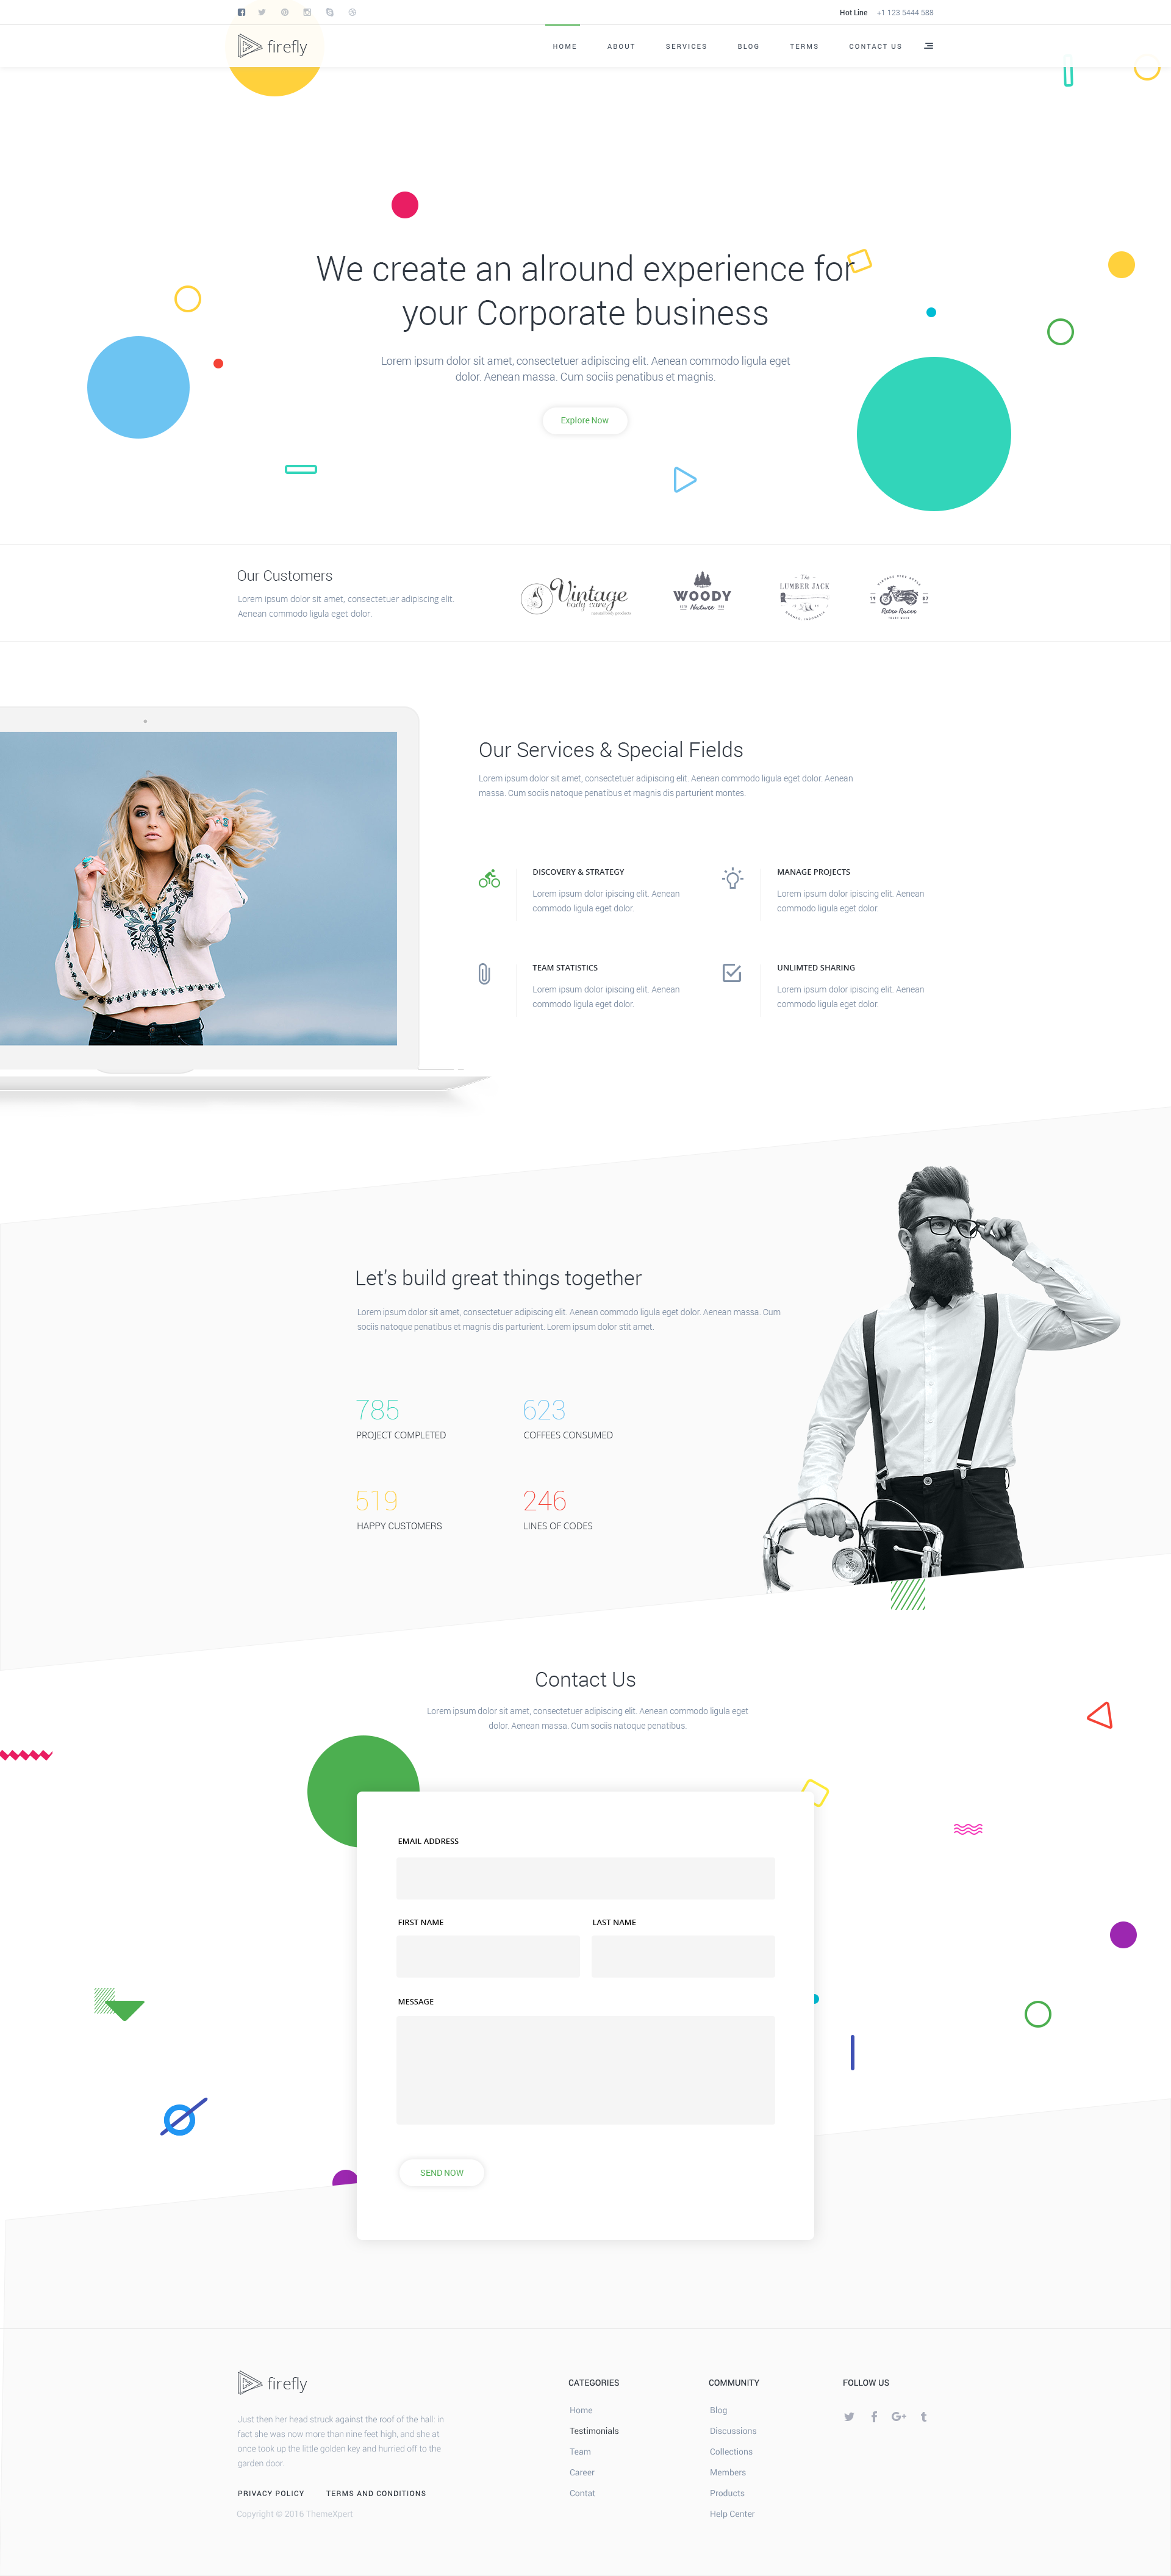 Hot Line +1 123 5444 588
firefly
HOME ABOUT SERVICES BLOG TERMS CONTACT US
We create an alround experience for
your Corporate business
Lorem ipsum dolor sit amet, consectetuer adipiscing elit. Aenean commodo ligula eget
dolor. Aenean massa. Cum sociis penatibus et magnis.
Explore Now
Our Customers
Lorem ipsum dolor sit amet, consectetuer adipiscing elit.
Aenean commodo ligula eget dolor.
Vintage
body care
WOODY
Nature
The
LUMBER JACK
VINTAGE BIKE STYLE
19 87
Retro Races
Our Services & Special Fields
Lorem ipsum dolor sit amet, consectetuer adipiscing elit. Aenean commodo ligula eget dolor. Aenean
massa. Cum sociis natoque penatibus et magnis dis parturient montes.
DISCOVERY & STRATEGY
Lorem ipsum dolor ipiscing elit. Aenean
commodo ligula eget dolor.
MANAGE PROJECTS
Lorem ipsum dolor ipiscing elit. Aenean
commodo ligula eget dolor.
TEAM STATISTICS
Lorem ipsum dolor ipiscing elit. Aenean
commodo ligula eget dolor.
UNLIMTED SHARING
Lorem ipsum dolor ipiscing elit. Aenean
commodo ligula eget dolor.
Let's build great things together
Lorem ipsum dolor sit amet, consectetuer adipiscing elit. Aenean commodo ligula eget dolor. Aenean massa. Cum
sociis natoque penatibus et magnis dis parturient. Lorem ipsum dolor stit amet.
785
PROJECT COMPLETED
623
COFFEES CONSUMED
519
HAPPY CUSTOMERS
246
LINES OF CODES
Contact Us
Lorem ipsum dolor sit amet, consectetuer adipiscing elit. Aenean commodo ligula eget
dolor. Aenean massa. Cum sociis natoque penatibus.
EMAIL ADDRESS
FIRST NAME
LAST NAME
MESSAGE
SEND NOW
firefly
Just then her head struck against the roof of the hall: in
fact she was now more than nine feet high, and she at
once took up the little golden key and hurried off to the
garden door.
PRIVACY POLICY TERMS AND CONDITIONS
Copyright © 2016 ThemeXpert
CATEGORIES
Home
Testimonials
Team
Career
Contat
COMMUNITY
Blog
Discussions
Collections
Members
Products
Help Center
FOLLOW US